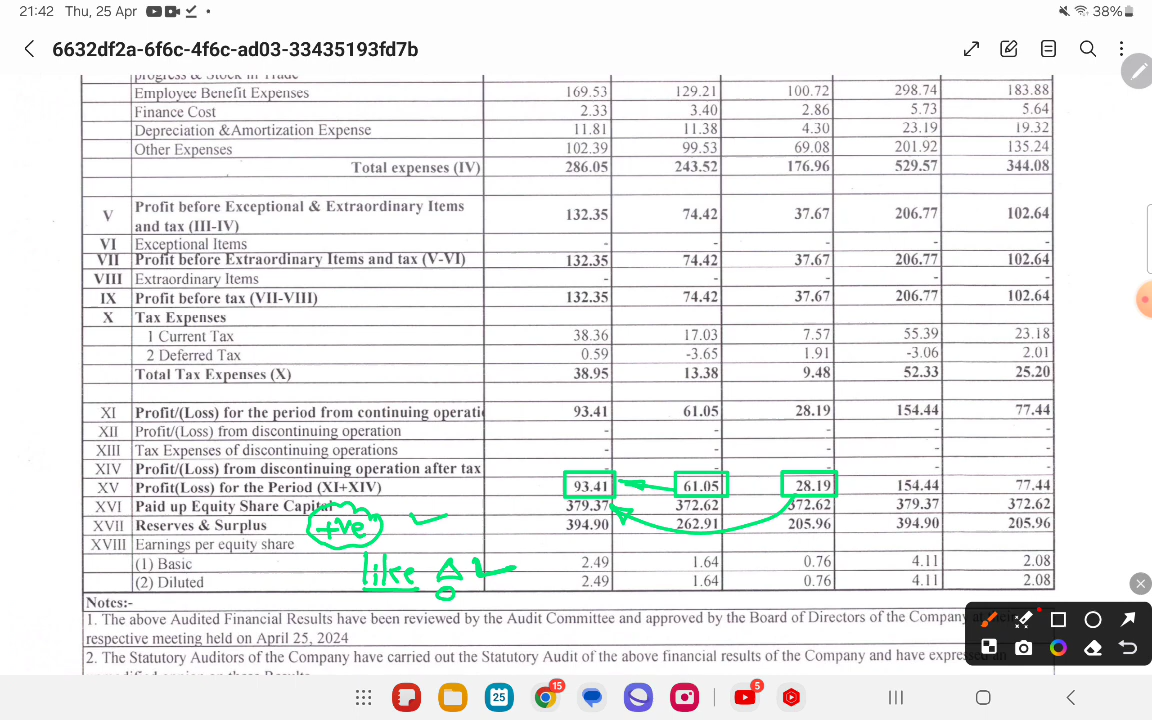 21:42 Thu, 25 Apr
38%
6632df2a-6f6c-4f6c-ad03-33435193fd7b
progress & Stock in Trade
Employee Benefit Expenses 169.53 129.21 100.72 298.74 183.88
Finance Cost 2.33 3.40 2.86 5.73 5.64
Depreciation &Amortization Expense 11.81 11.38 4.30 23.19 19.32
Other Expenses 102.39 99.53 69.08 201.92 135.24
Total expenses (IV) 286.05 243.52 176.96 529.57 344.08
V Profit before Exceptional & Extraordinary Items and tax (III-IV) 132.35 74.42 37.67 206.77 102.64
VI Exceptional Items - - - - -
VII Profit before Extraordinary Items and tax (V-VI) 132.35 74.42 37.67 206.77 102.64
VIII Extraordinary Items - - - - -
IX Profit before tax (VII-VIII) 132.35 74.42 37.67 206.77 102.64
X Tax Expenses
1 Current Tax 38.36 17.03 7.57 55.39 23.18
2 Deferred Tax 0.59 -3.65 1.91 -3.06 2.01
Total Tax Expenses (X) 38.95 13.38 9.48 52.33 25.20
XI Profit/(Loss) for the period from continuing operati 93.41 61.05 28.19 154.44 77.44
XII Profit/(Loss) from discontinuing operation - - - - -
XIII Tax Expenses of discontinuing operations - - - - -
XIV Profit/(Loss) from discontinuing operation after tax - - - - -
XV Profit(Loss) for the Period (XI+XIV) 93.41 61.05 28.19 154.44 77.44
XVI Paid up Equity Share Capital 379.37 372.62 372.62 379.37 372.62
XVII Reserves & Surplus 394.90 262.91 205.96 394.90 205.96
+ve
XVIII Earnings per equity share
(1) Basic 2.49 1.64 0.76 4.11 2.08
like
(2) Diluted 2.49 1.64 0.76 4.11 2.08
Notes:-
1. The above Audited Financial Results have been reviewed by the Audit Committee and approved by the Board of Directors of the Company at
respective meeting held on April 25, 2024
2. The Statutory Auditors of the Company have carried out the Statutory Audit of the above financial results of the Company and have expressed an
25
15
5